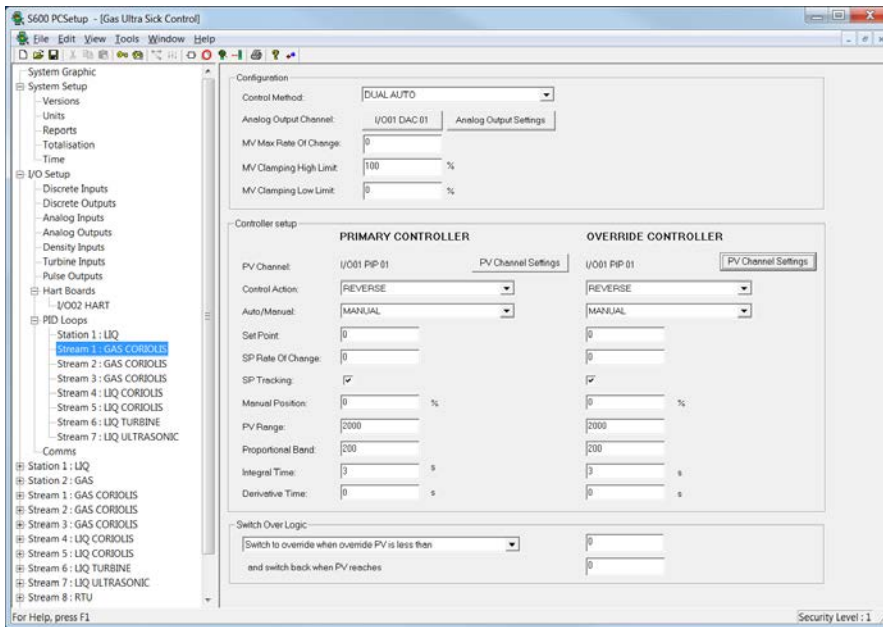 S600 PCSetup - [Gas Ultra Sick Control]
File Edit View Tools Window Help
System Graphic
System Setup
Versions
Units
Reports
Totalisation
Time
I/O Setup
Discrete Inputs
Discrete Outputs
Analog Inputs
Analog Outputs
Density Inputs
Turbine Inputs
Pulse Outputs
Hart Boards
I/O02 HART
PID Loops
Station 1 : LIQ
Stream 1 : GAS CORIOLIS
Stream 2 : GAS CORIOLIS
Stream 3 : GAS CORIOLIS
Stream 4 : LIQ CORIOLIS
Stream 5 : LIQ CORIOLIS
Stream 6 : LIQ TURBINE
Stream 7 : LIQ ULTRASONIC
Comms
Station 1 : LIQ
Station 2 : GAS
Stream 1 : GAS CORIOLIS
Stream 2 : GAS CORIOLIS
Stream 3 : GAS CORIOLIS
Stream 4 : LIQ CORIOLIS
Stream 5 : LIQ CORIOLIS
Stream 6 : LIQ TURBINE
Stream 7 : LIQ ULTRASONIC
Stream 8 : RTU
Configuration
Control Method: DUAL AUTO
Analog Output Channel: I/O01 DAC 01 Analog Output Settings
MV Max Rate Of Change: 0
MV Clamping High Limit: 100 %
MV Clamping Low Limit: 0 %
Controller setup
PRIMARY CONTROLLER OVERRIDE CONTROLLER
PV Channel: I/O01 PIP 01 PV Channel Settings I/O01 PIP 01 PV Channel Settings
Control Action: REVERSE REVERSE
Auto/Manual: MANUAL MANUAL
Set Point: 0 0
SP Rate Of Change: 0 0
SP Tracking:
Manual Position: 0 % 0 %
PV Range: 2000 2000
Proportional Band: 200 200
Integral Time: 3 s 3 s
Derivative Time: 0 s 0 s
Switch Over Logic
Switch to override when override PV is less than 0
and switch back when PV reaches 0
For Help, press F1 Security Level : 1